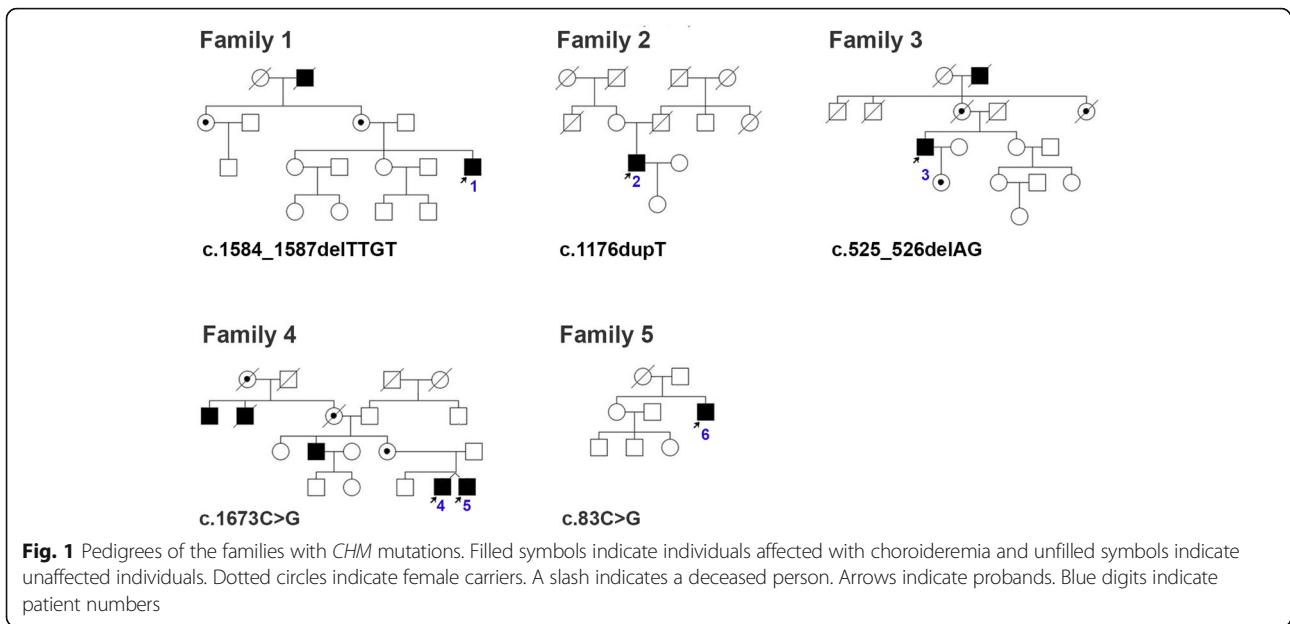 Family 1
Family 2
Family 3
1
2
3
c.1584_1587delTTGT
c.1176dupT
c.525_526delAG
Family 4
Family 5
4
5
6
c.1673C>G
c.83C>G
Fig. 1 Pedigrees of the families with CHM mutations. Filled symbols indicate individuals affected with choroideremia and unfilled symbols indicate
unaffected individuals. Dotted circles indicate female carriers. A slash indicates a deceased person. Arrows indicate probands. Blue digits indicate
patient numbers